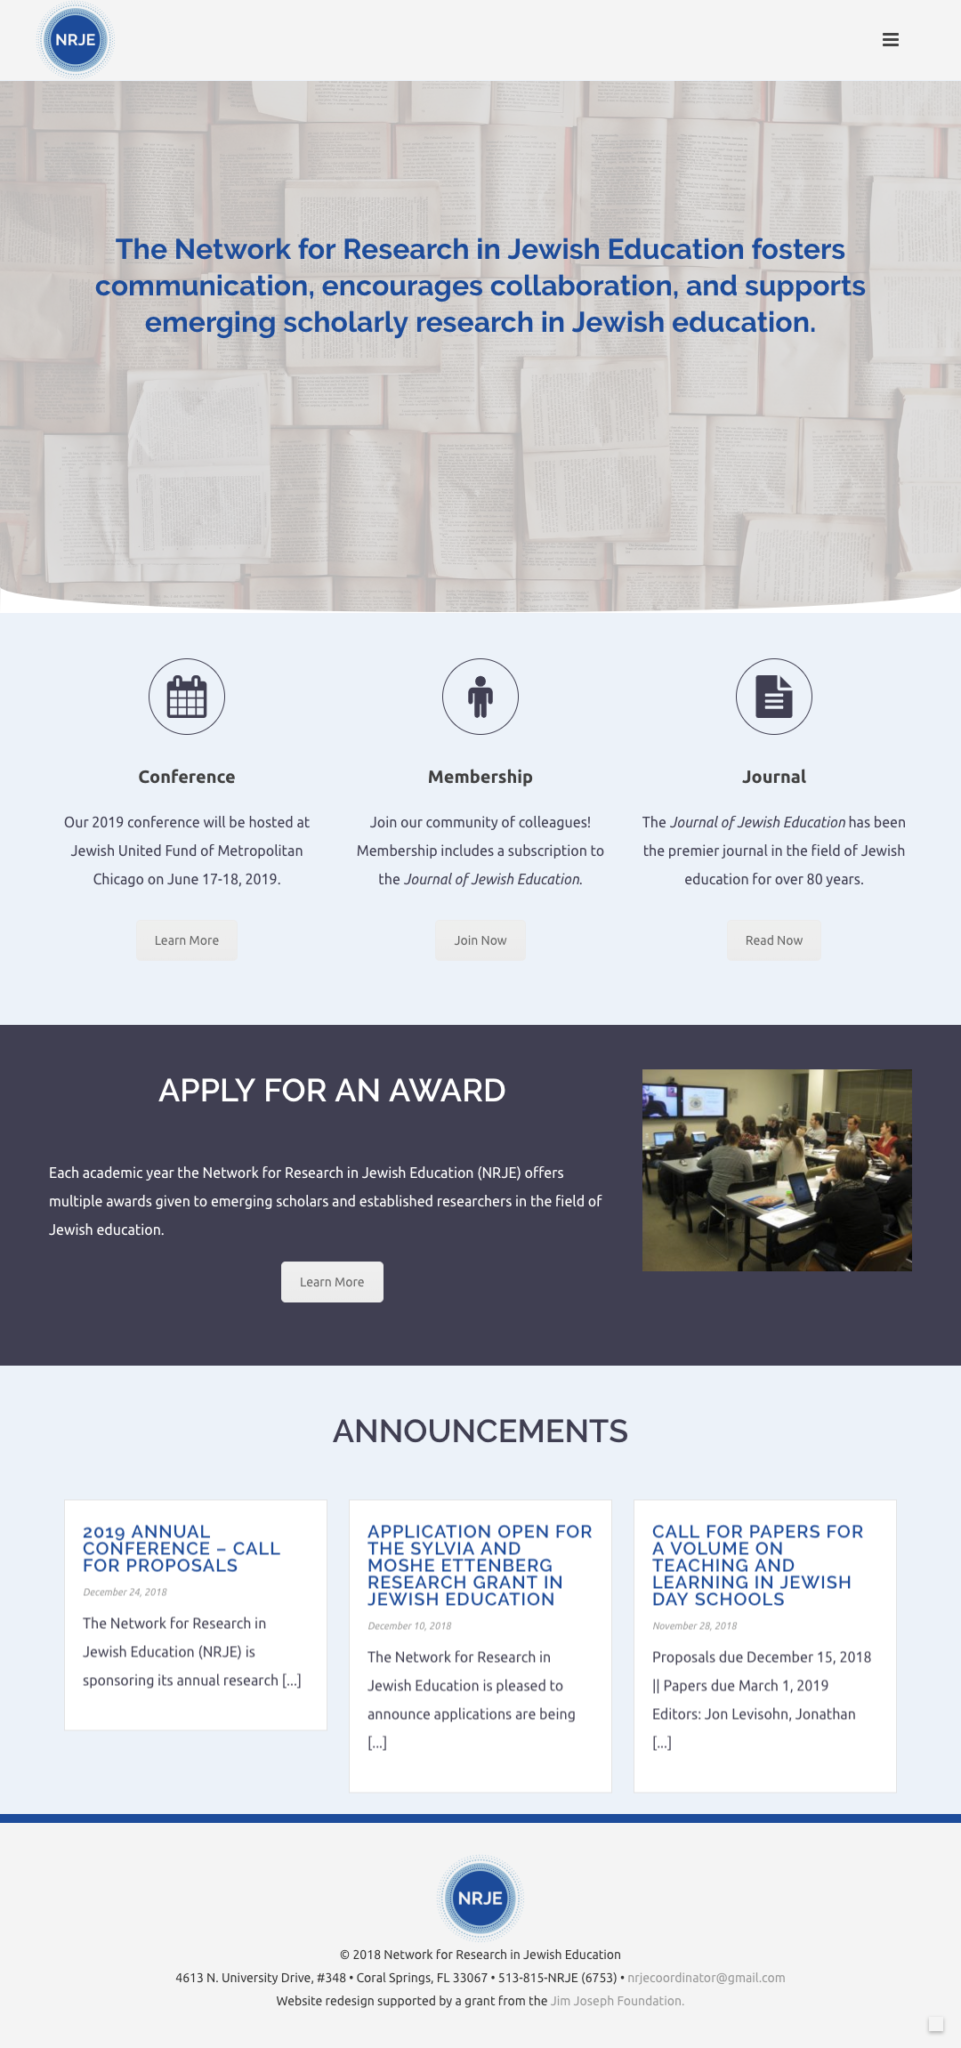 NRJE
The Network for Research in Jewish Education fosters
communication, encourages collaboration, and supports
emerging scholarly research in Jewish education.
Conference
Our 2019 conference will be hosted at
Jewish United Fund of Metropolitan
Chicago on June 17-18, 2019.
Learn More
Membership
Join our community of colleagues!
Membership includes a subscription to
the Journal of Jewish Education.
Join Now
Journal
The Journal of Jewish Education has been
the premier journal in the field of Jewish
education for over 80 years.
Read Now
APPLY FOR AN AWARD
Each academic year the Network for Research in Jewish Education (NRJE) offers
multiple awards given to emerging scholars and established researchers in the field of
Jewish education.
Learn More
ANNOUNCEMENTS
2019 ANNUAL
CONFERENCE – CALL
FOR PROPOSALS
December 24, 2018
The Network for Research in
Jewish Education (NRJE) is
sponsoring its annual research [...]
APPLICATION OPEN FOR
THE SYLVIA AND
MOSHE ETTENBERG
RESEARCH GRANT IN
JEWISH EDUCATION
December 10, 2018
The Network for Research in
Jewish Education is pleased to
announce applications are being
[...]
CALL FOR PAPERS FOR
A VOLUME ON
TEACHING AND
LEARNING IN JEWISH
DAY SCHOOLS
November 28, 2018
Proposals due December 15, 2018
|| Papers due March 1, 2019
Editors: Jon Levisohn, Jonathan
[...]
NRJE
© 2018 Network for Research in Jewish Education
4613 N. University Drive, #348 • Coral Springs, FL 33067 • 513-815-NRJE (6753) • nrjecoordinator@gmail.com
Website redesign supported by a grant from the Jim Joseph Foundation.